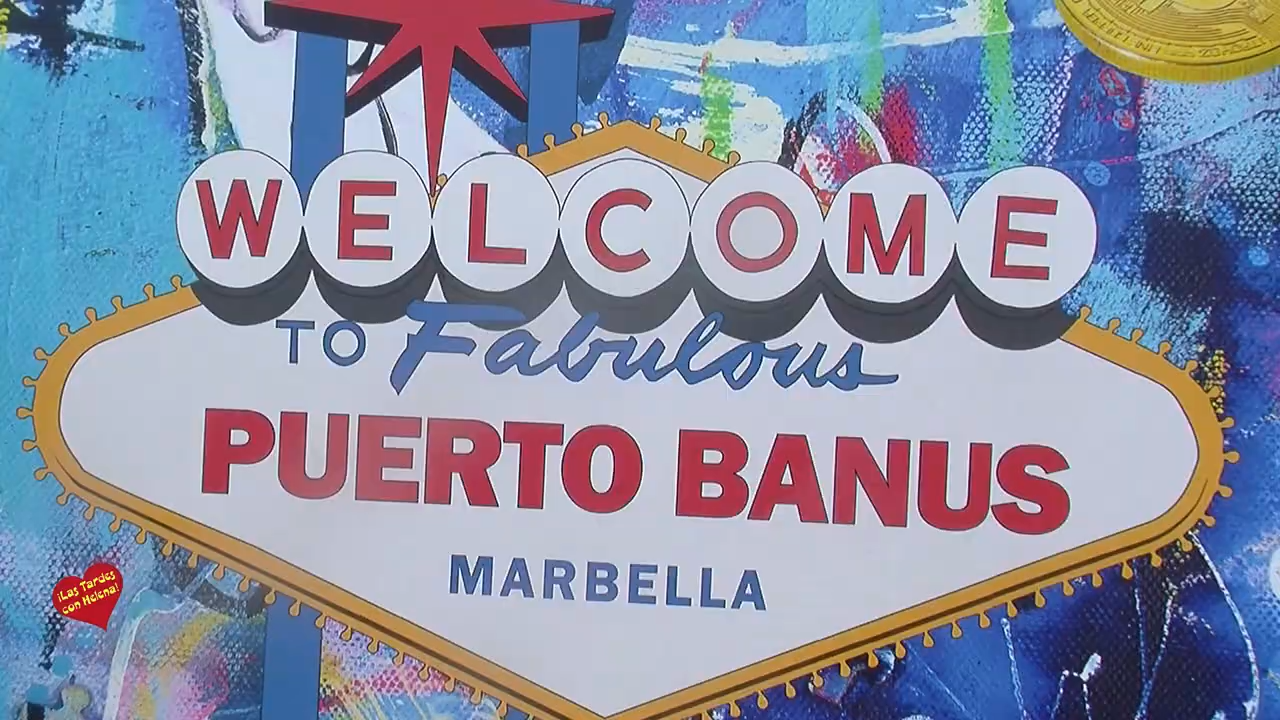 WELCOME
TO Fabulous
PUERTO BANUS
MARBELLA
¡Las Tardes
con Helena!